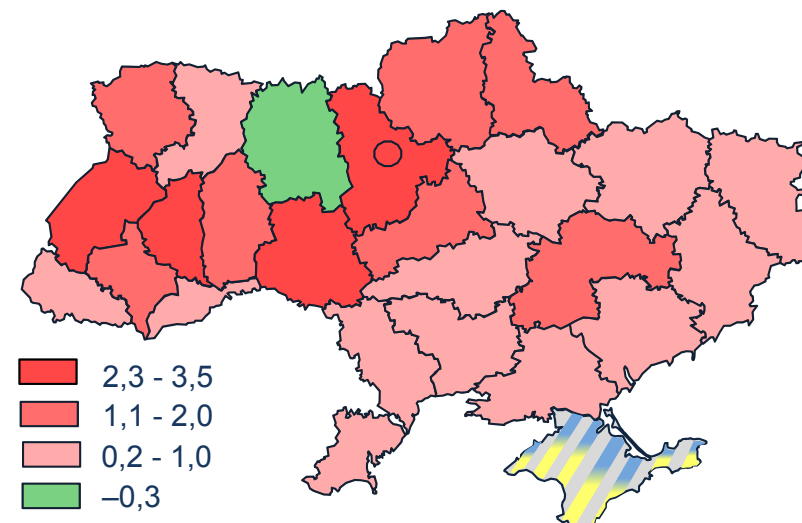 2,3 - 3,5
1,1 - 2,0
0,2 - 1,0
–0,3